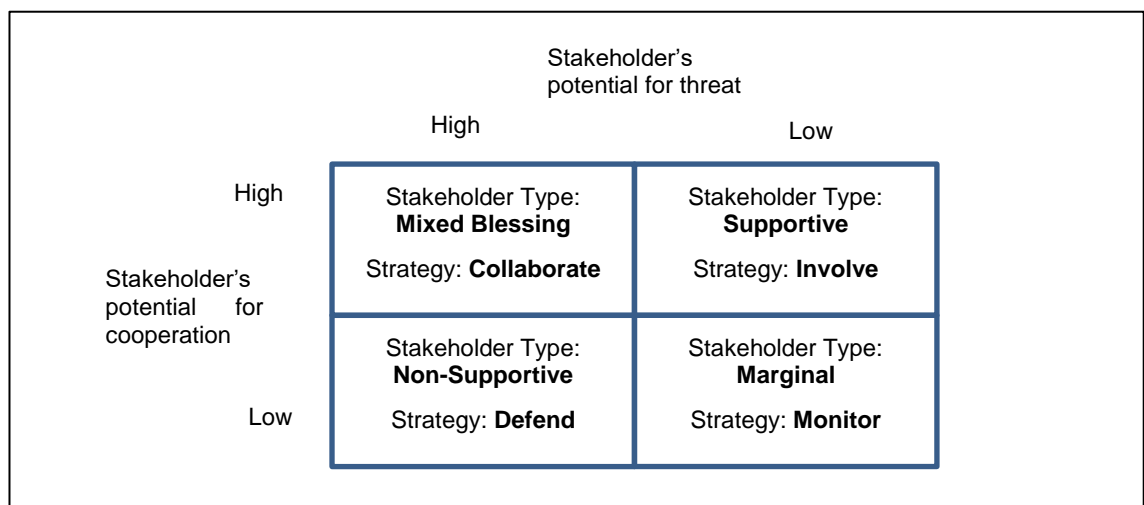 Stakeholder's
potential for threat
High
Low
High
Stakeholder Type:
Mixed Blessing
Strategy: Collaborate
Stakeholder Type:
Supportive
Strategy: Involve
Stakeholder's
potential for
cooperation
Low
Stakeholder Type:
Non-Supportive
Strategy: Defend
Stakeholder Type:
Marginal
Strategy: Monitor